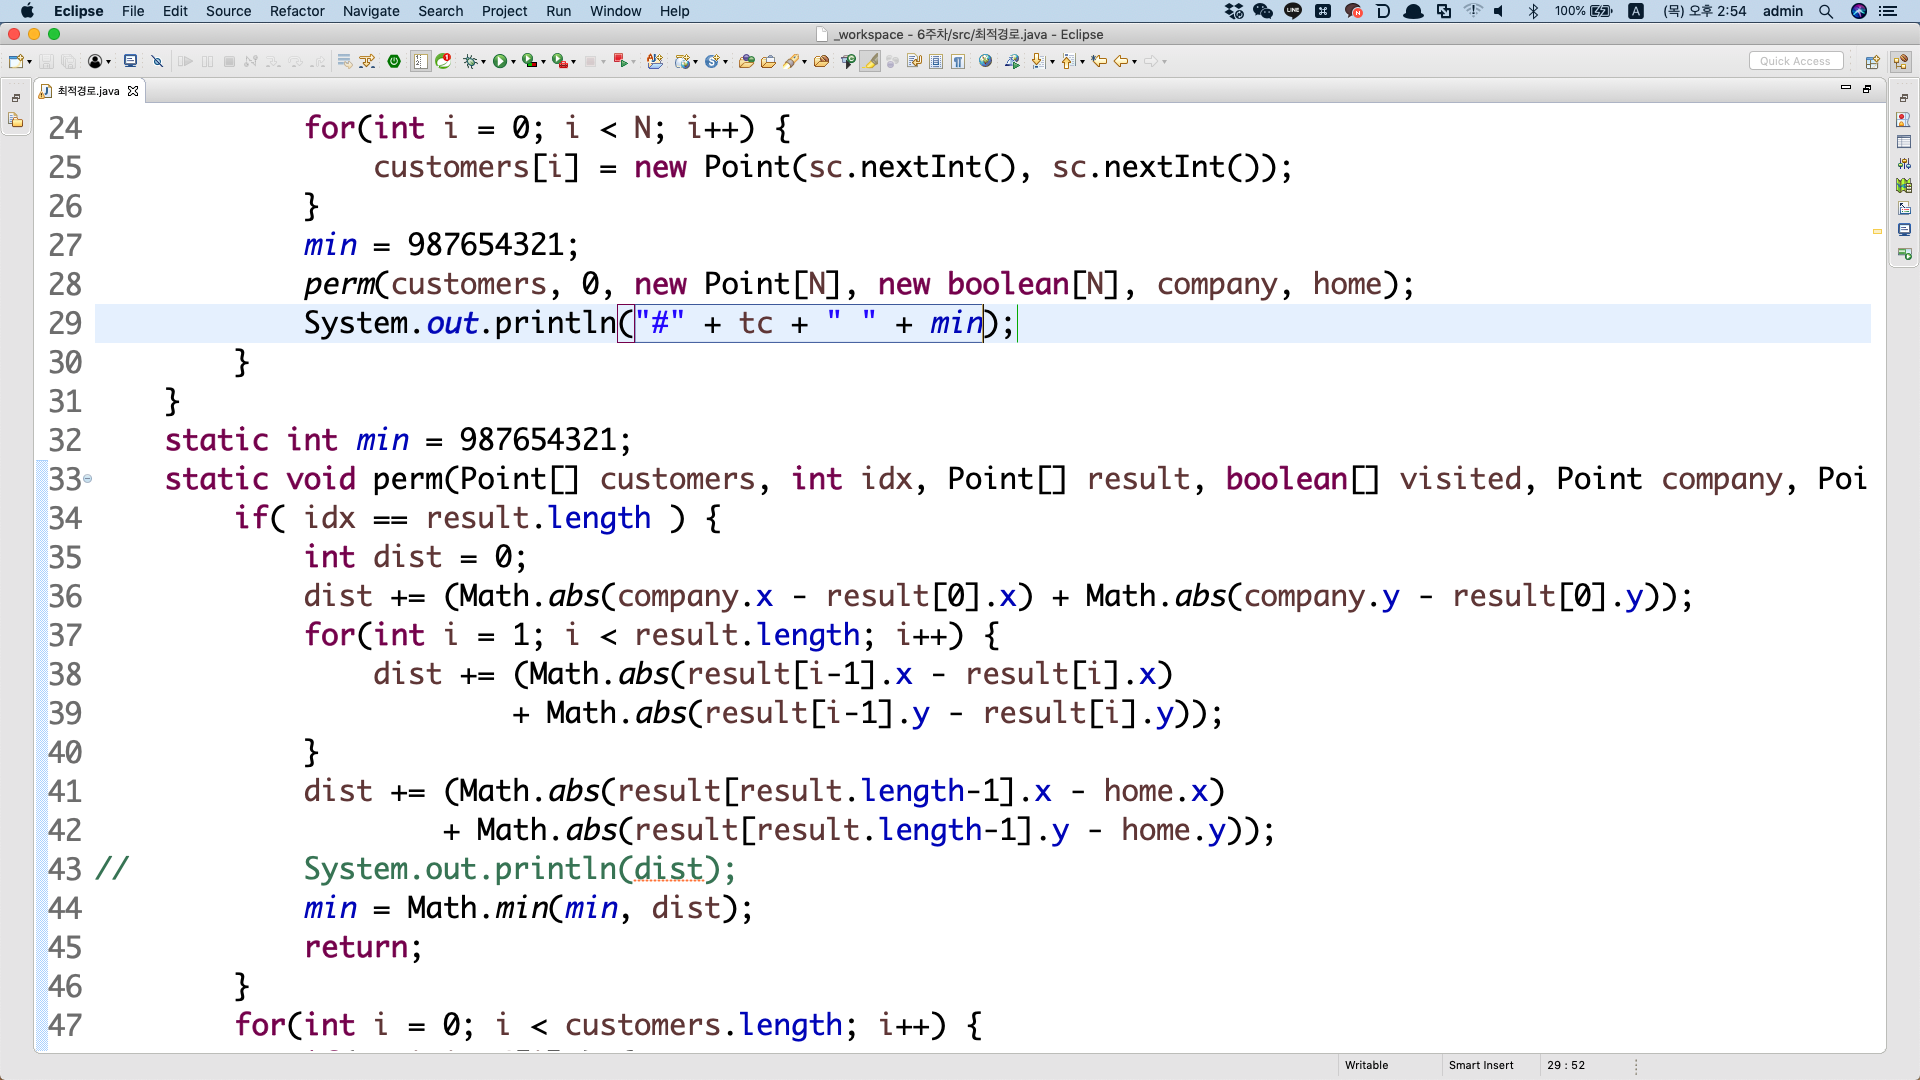 Eclipse File Edit Source Refactor Navigate Search Project Run Window Help 100% A (목) 오후 2:54 admin
_workspace - 6주차/src/최적경로.java - Eclipse
Quick Access
최적경로.java
24 for(int i = 0; i < N; i++) {
25 customers[i] = new Point(sc.nextInt(), sc.nextInt());
26 }
27 min = 987654321;
28 perm(customers, 0, new Point[N], new boolean[N], company, home);
29 System.out.println("#" + tc + " " + min);
30 }
31 }
32 static int min = 987654321;
33 static void perm(Point[] customers, int idx, Point[] result, boolean[] visited, Point company, Poi
34 if( idx == result.length ) {
35 int dist = 0;
36 dist += (Math.abs(company.x - result[0].x) + Math.abs(company.y - result[0].y));
37 for(int i = 1; i < result.length; i++) {
38 dist += (Math.abs(result[i-1].x - result[i].x)
39 + Math.abs(result[i-1].y - result[i].y));
40 }
41 dist += (Math.abs(result[result.length-1].x - home.x)
42 + Math.abs(result[result.length-1].y - home.y));
43 // System.out.println(dist);
44 min = Math.min(min, dist);
45 return;
46 }
47 for(int i = 0; i < customers.length; i++) {
Writable Smart Insert 29 : 52